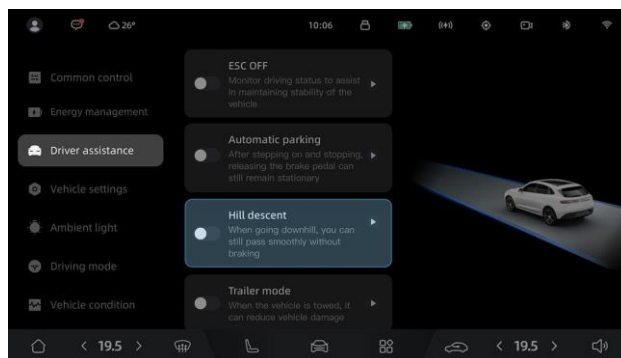 26°
10:06
Common control
Energy management
Driver assistance
Vehicle settings
Ambient light
Driving mode
Vehicle condition
ESC OFF
Monitor driving status to assist
in maintaining stability of the
vehicle
Automatic parking
After stepping on and stopping,
releasing the brake pedal can
still remain stationary
Hill descent
When going downhill, you can
still pass smoothly without
braking
Trailer mode
When the vehicle is towed, it
can reduce vehicle damage
< 19.5 >
< 19.5 >